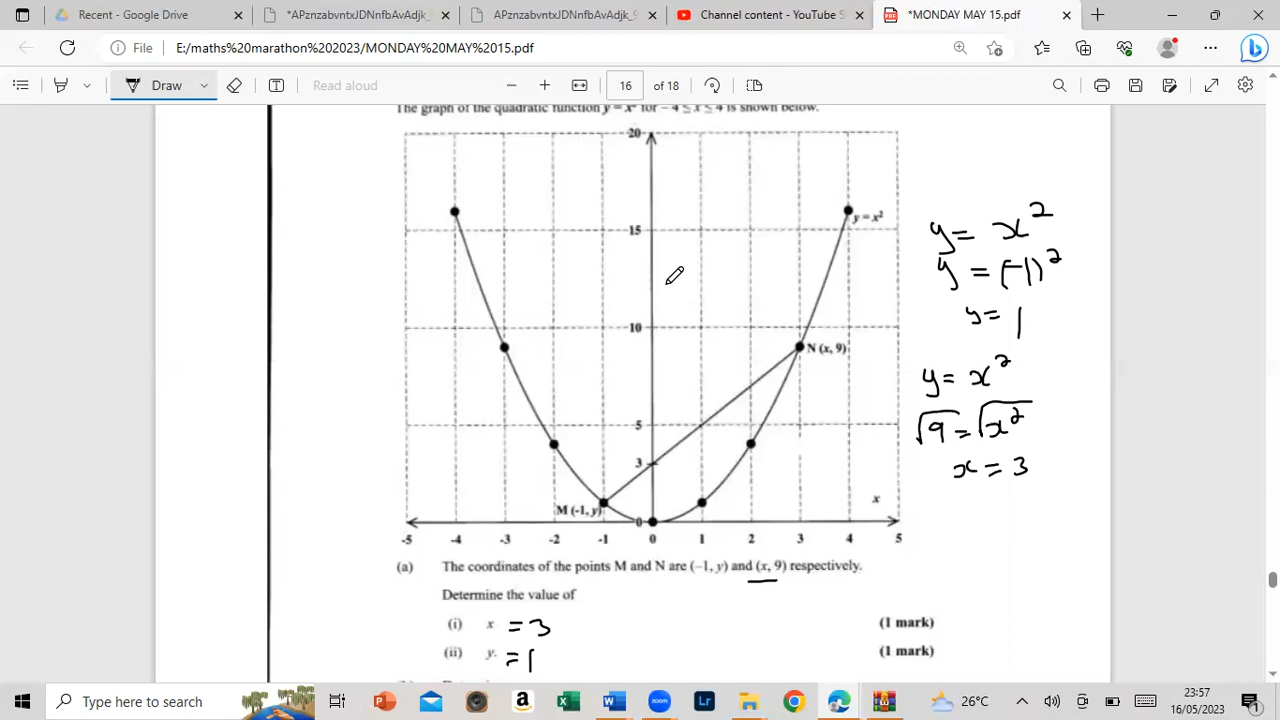 Recent - Google Drive
*APznzabvntxJDNnfbAvAdjk_
APznzabvntxJDNnfbAvAdjk_9
Channel content - YouTube S
*MONDAY MAY 15.pdf
File E:/maths%20marathon%202023/MONDAY%20MAY%2015.pdf
Draw
Read aloud
16 of 18
The graph of the quadratic function y = x² for −4 ≤ x ≤ 4 is shown below.
20
y = x²
15
10
N (x, 9)
5
3
x
M (-1, y)
0
-5 -4 -3 -2 -1 0 1 2 3 4 5
y = x²
y = (-1)²
y = 1
y = x²
√9 = √x²
x = 3
(a) The coordinates of the points M and N are (−1, y) and (x, 9) respectively.
Determine the value of
(i) x = 3 (1 mark)
(ii) y. = 1 (1 mark)
Type here to search
26°C
23:57
16/05/2023